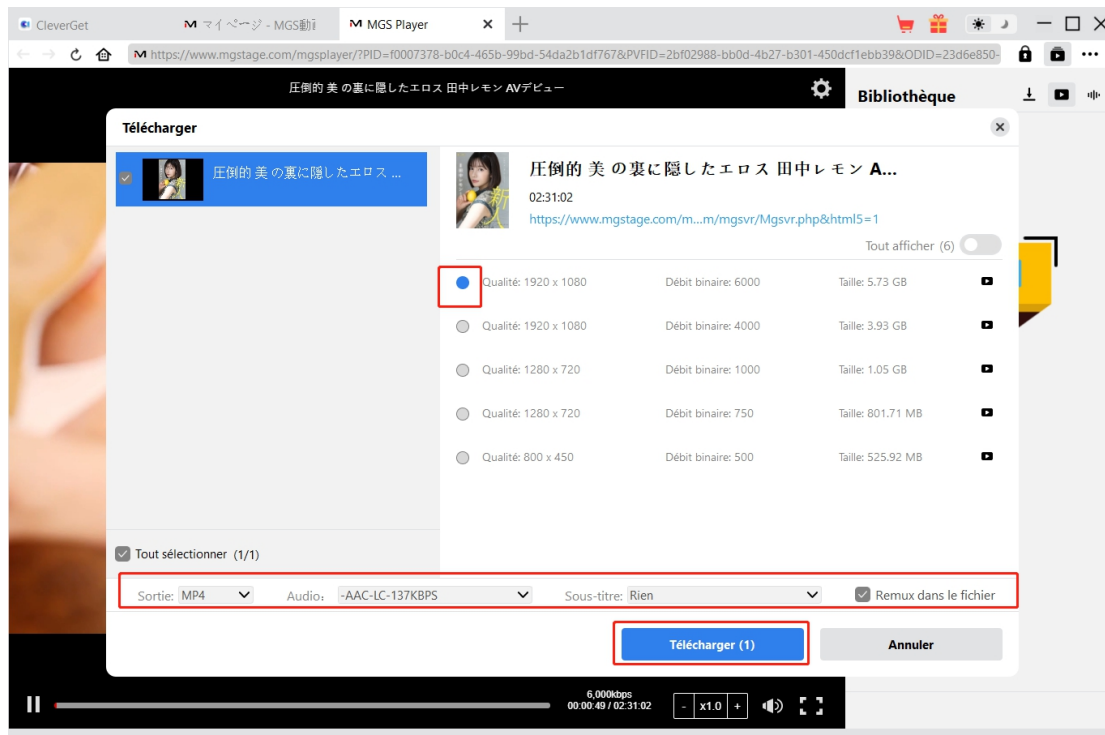 CleverGet
マイページ - MGS動画
MGS Player
https://www.mgstage.com/mgsplayer/?PID=f0007378-b0c4-465b-99bd-54da2b1df767&PVFID=2bf02988-bb0d-4b27-b301-450dcf1ebb39&ODID=23d6e850-
圧倒的 美 の裏に隠したエロス 田中レモン AVデビュー
Bibliothèque
Télécharger
圧倒的 美 の裏に隠したエロス ...
新人
圧倒的 美 の裏に隠したエロス 田中レモン A...
02:31:02
https://www.mgstage.com/m...m/mgsvr/Mgsvr.php&html5=1
Tout afficher (6)
Qualité: 1920 x 1080 Débit binaire: 6000 Taille: 5.73 GB
Qualité: 1920 x 1080 Débit binaire: 4000 Taille: 3.93 GB
Qualité: 1280 x 720 Débit binaire: 1000 Taille: 1.05 GB
Qualité: 1280 x 720 Débit binaire: 750 Taille: 801.71 MB
Qualité: 800 x 450 Débit binaire: 500 Taille: 525.92 MB
Tout sélectionner (1/1)
Sortie: MP4 Audio: -AAC-LC-137KBPS Sous-titre: Rien Remux dans le fichier
Télécharger (1) Annuler
6,000kbps
00:00:49 / 02:31:02 - x1.0 +